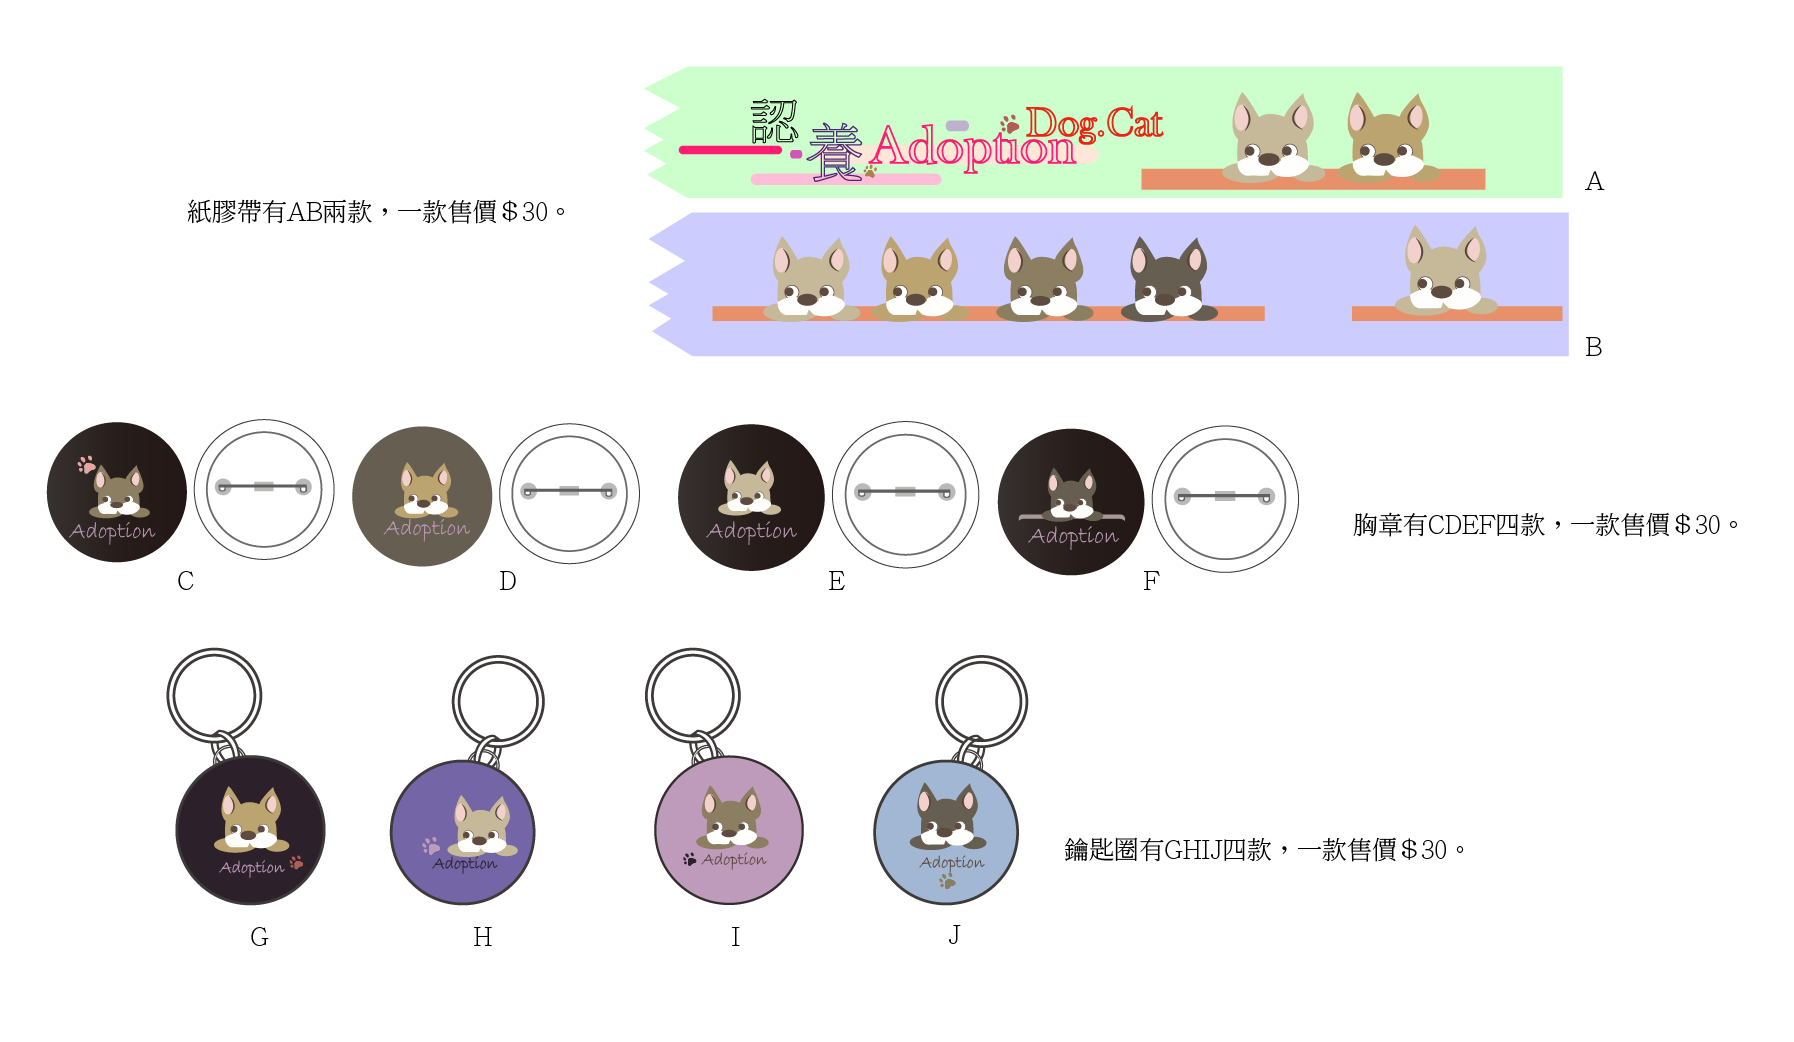 認養Adoption Dog.Cat
A
紙膠帶有AB兩款，一款售價＄30。
B
Adoption
Adoption
Adoption
Adoption
胸章有CDEF四款，一款售價＄30。
C
D
E
F
Adoption
Adoption
Adoption
Adoption
鑰匙圈有GHIJ四款，一款售價＄30。
G
H
I
J